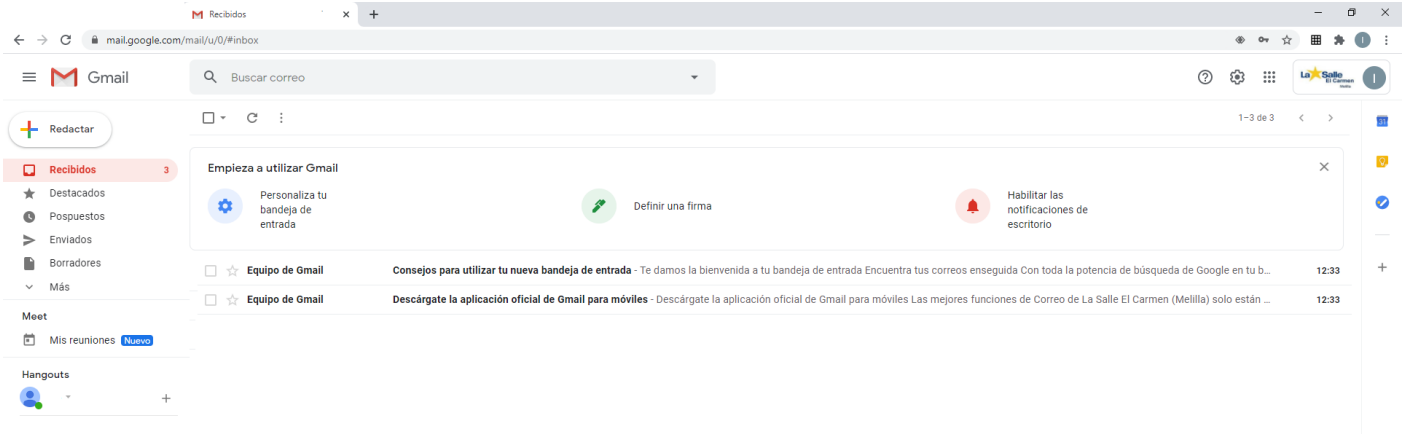 Recibidos
mail.google.com/mail/u/0/#inbox
I
Gmail
Buscar correo
La Salle
El Carmen
Melilla
I
Redactar
1–3 de 3
31
Recibidos 3
Destacados
Pospuestos
Enviados
Borradores
Más
Meet
Mis reuniones Nuevo
Hangouts
Empieza a utilizar Gmail
Personaliza tu
bandeja de
entrada
Definir una firma
Habilitar las
notificaciones de
escritorio
Equipo de Gmail Consejos para utilizar tu nueva bandeja de entrada - Te damos la bienvenida a tu bandeja de entrada Encuentra tus correos enseguida Con toda la potencia de búsqueda de Google en tu b... 12:33
Equipo de Gmail Descárgate la aplicación oficial de Gmail para móviles - Descárgate la aplicación oficial de Gmail para móviles Las mejores funciones de Correo de La Salle El Carmen (Melilla) solo están ... 12:33